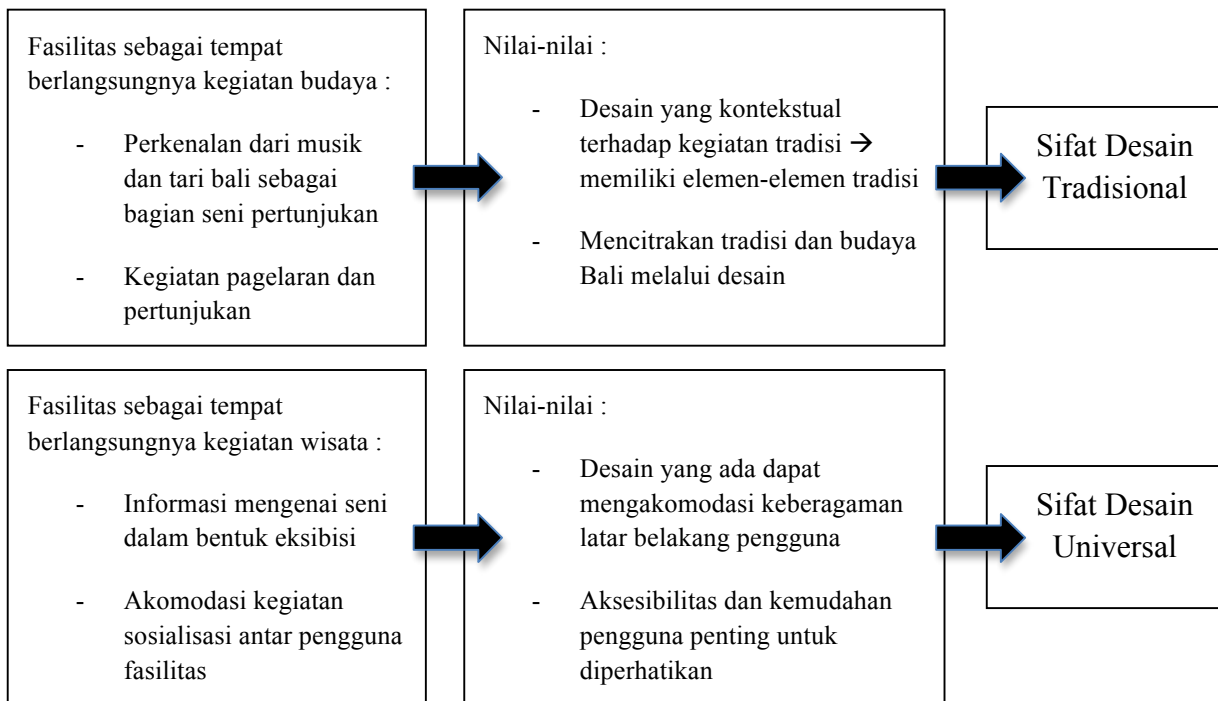 Fasilitas sebagai tempat
berlangsungnya kegiatan budaya :
- Perkenalan dari musik
dan tari bali sebagai
bagian seni pertunjukan
- Kegiatan pagelaran dan
pertunjukan
Nilai-nilai :
- Desain yang kontekstual
terhadap kegiatan tradisi →
memiliki elemen-elemen tradisi
- Mencitrakan tradisi dan budaya
Bali melalui desain
Sifat Desain
Tradisional
Fasilitas sebagai tempat
berlangsungnya kegiatan wisata :
- Informasi mengenai seni
dalam bentuk eksibisi
- Akomodasi kegiatan
sosialisasi antar pengguna
fasilitas
Nilai-nilai :
- Desain yang ada dapat
mengakomodasi keberagaman
latar belakang pengguna
- Aksesibilitas dan kemudahan
pengguna penting untuk
diperhatikan
Sifat Desain
Universal